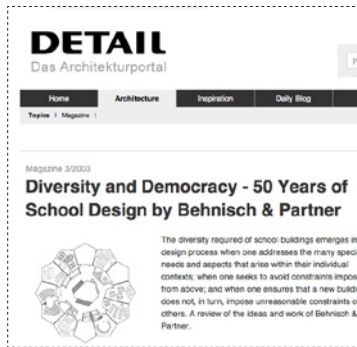 DETAIL
Das Architekturportal
Home Architecture Inspiration Daily Blog
Topics I Magazine I
Magazine 3/2003
Diversity and Democracy - 50 Years of
School Design by Behnisch & Partner
The diversity required of school buildings emerges in
design process when one addresses the many speci
needs and aspects that arise within their individual
contexts: when one seeks to avoid constraints impos
from above; and when one ensures that a new buildi
does not, in turn, impose unreasonable constraints o
others. A review of the ideas and work of Behnisch &
Partner.